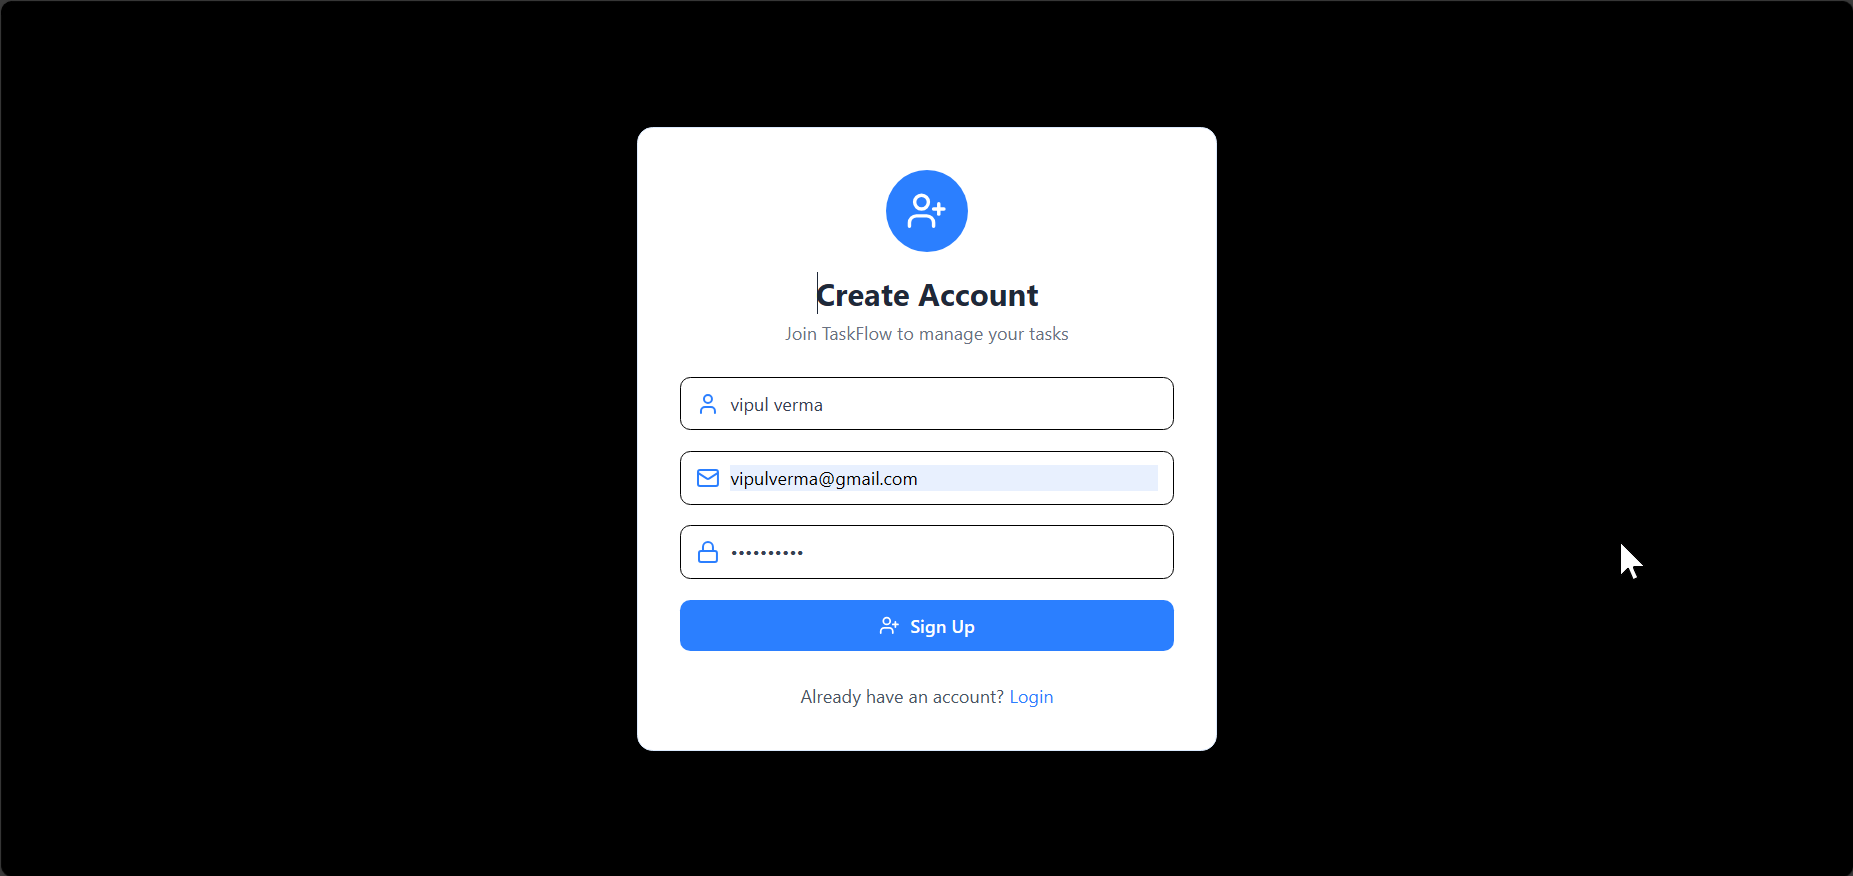 Create Account
Join TaskFlow to manage your tasks
vipul verma
vipulverma@gmail.com
••••••••••
Sign Up
Already have an account? Login